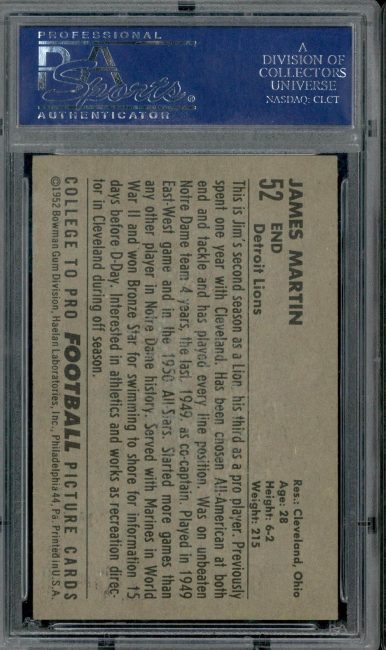 PROFESSIONAL
PSA
Sports®
AUTHENTICATOR
A
DIVISION OF
COLLECTORS
UNIVERSE
NASDAQ: CLCT
JAMES MARTIN
52 END
Detroit Lions
Res.: Cleveland, Ohio
Age: 28
Height: 6-2
Weight: 215
This is Jim's second season as a Lion, his third as a pro player. Previously
spent one year with Cleveland. Has been chosen All-American at both
end and tackle and has played every line position. Was on unbeaten
Notre Dame team 4 years, the last, 1949, as co-captain. Played in 1949
East-West game and in the 1950 All Stars. Started more games than
any other player in Notre Dame history. Served with Marines in World
War II and won Bronze Star for swimming to shore for information 15
days before D-Day. Interested in athletics and works as recreation direc-
tor in Cleveland during off season.
COLLEGE TO PRO FOOTBALL PICTURE CARDS
©1952 Bowman Gum Division, Haelan Laboratories, Inc., Philadelphia 44, Pa. Printed in U.S.A.